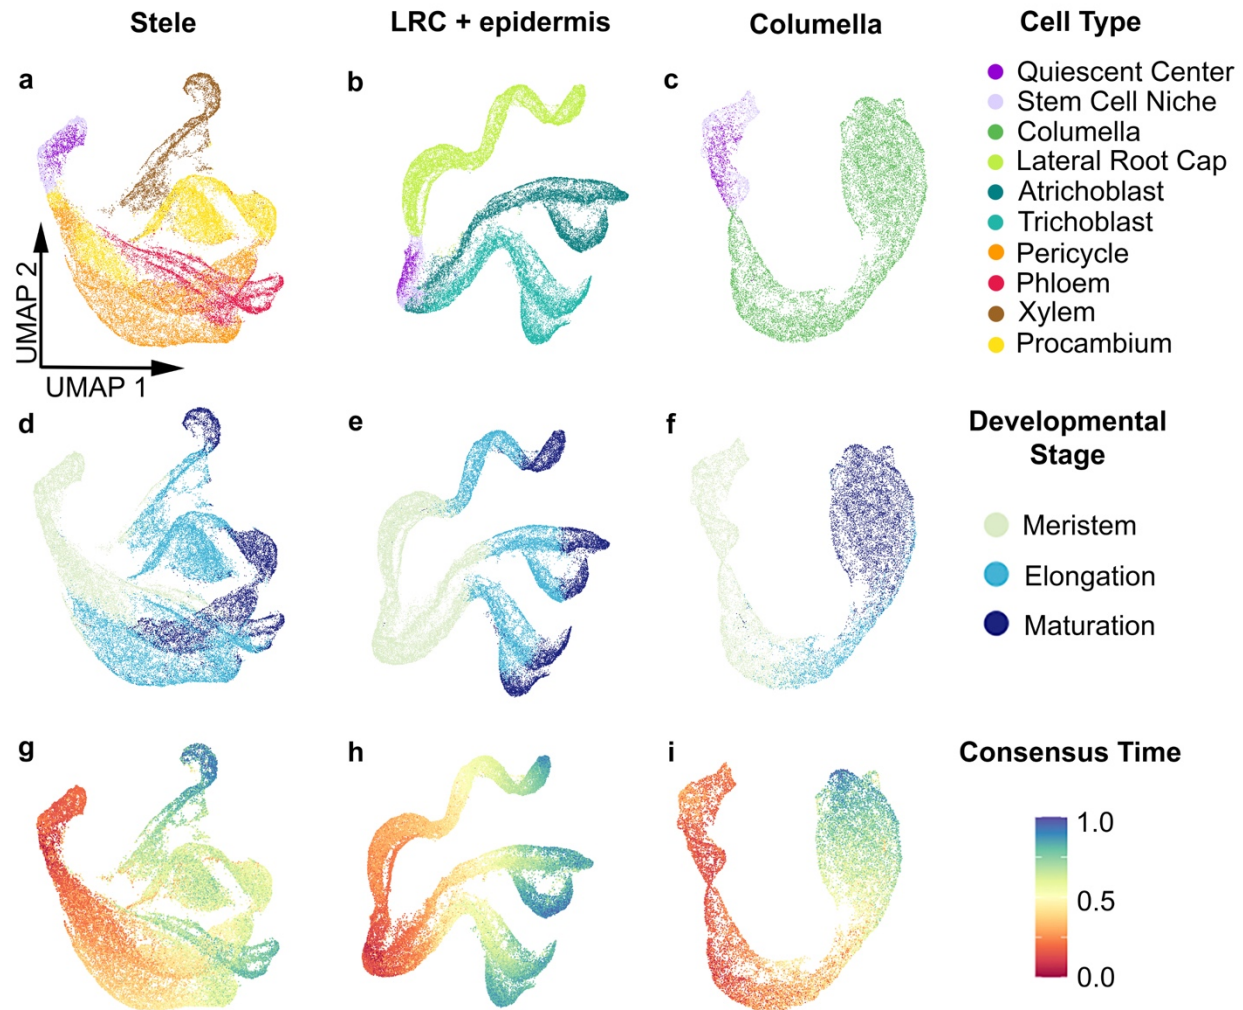 Stele
LRC + epidermis
Columella
Cell Type
a
b
c
Quiescent Center
Stem Cell Niche
Columella
Lateral Root Cap
Atrichoblast
Trichoblast
Pericycle
Phloem
Xylem
Procambium
UMAP 2
UMAP 1
d
e
f
Developmental
Stage
Meristem
Elongation
Maturation
g
h
i
Consensus Time
1.0
0.5
0.0